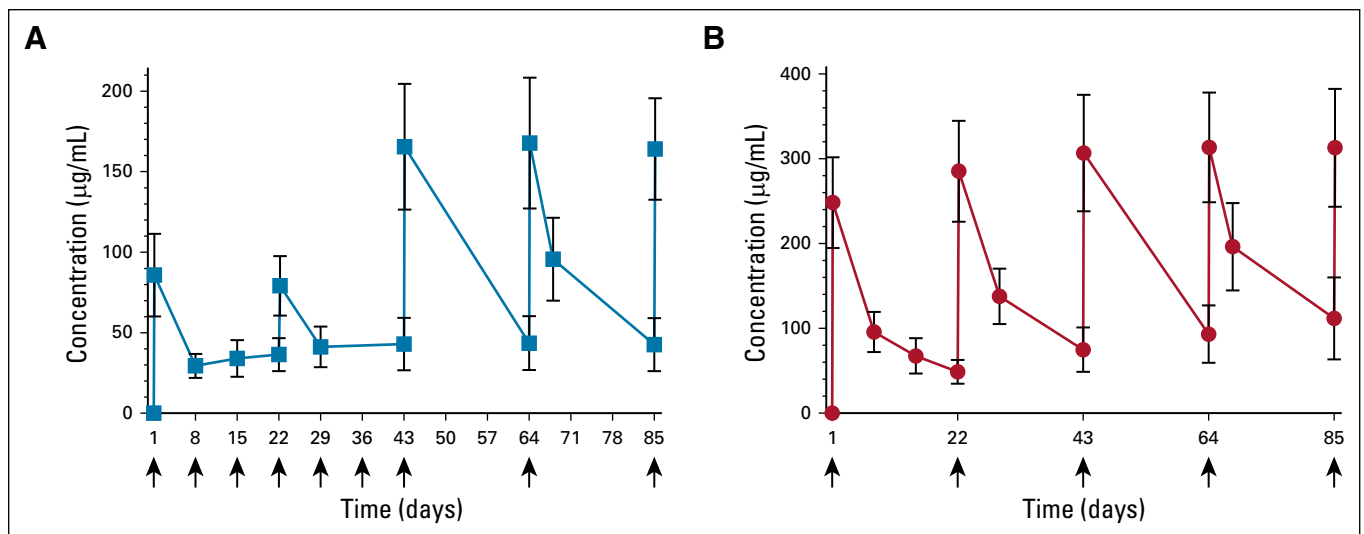 A
B
Concentration (µg/mL)
200
150
100
50
0
1 8 15 22 29 36 43 50 57 64 71 78 85
Time (days)
Concentration (µg/mL)
400
300
200
100
0
1 22 43 64 85
Time (days)